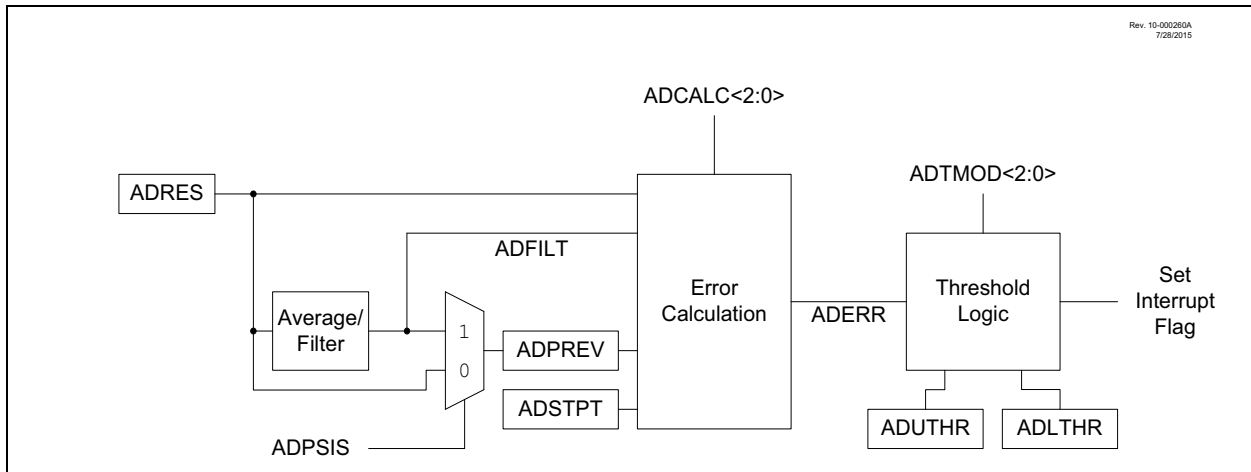 Rev. 10-000260A
7/28/2015
ADCALC<2:0>
ADTMOD<2:0>
ADRES
ADFILT
Error
Calculation
Threshold
Logic
Set
Interrupt
Flag
ADERR
Average/
Filter
1
0
ADPREV
ADSTPT
ADPSIS
ADUTHR
ADLTHR